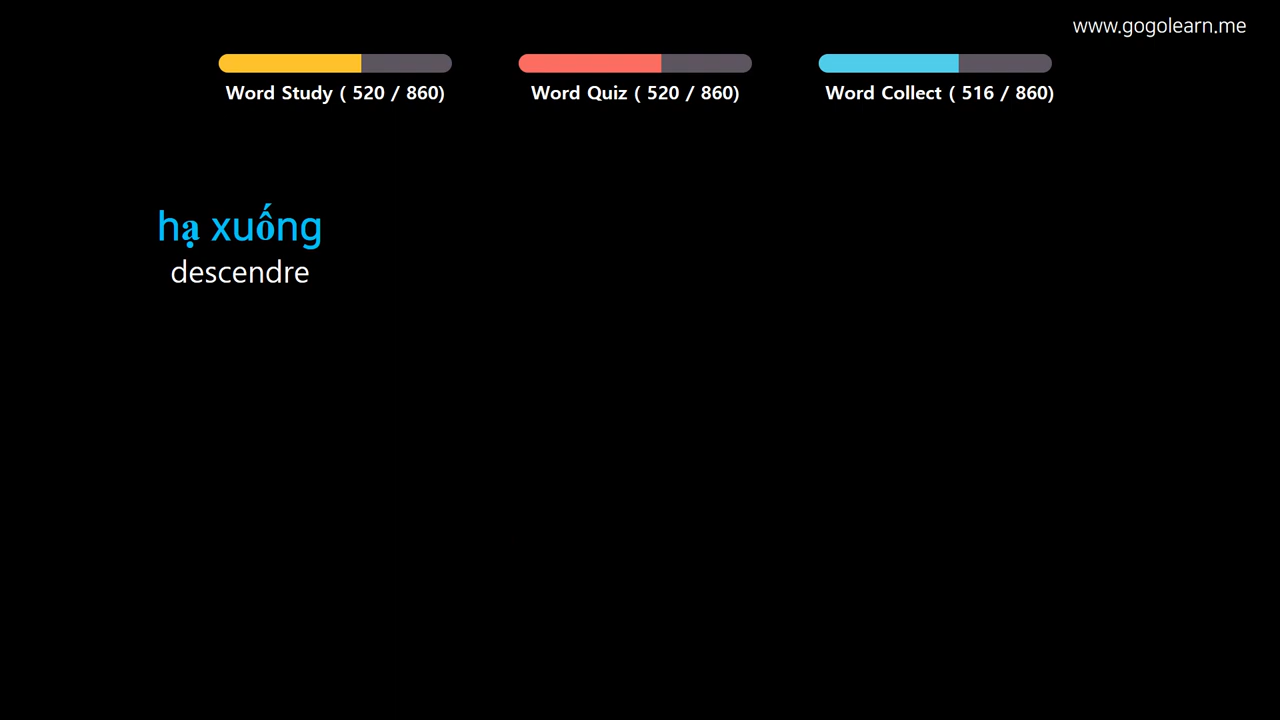 www.gogolearn.me
Word Study ( 520 / 860)
Word Quiz ( 520 / 860)
Word Collect ( 516 / 860)
hạ xuống
descendre